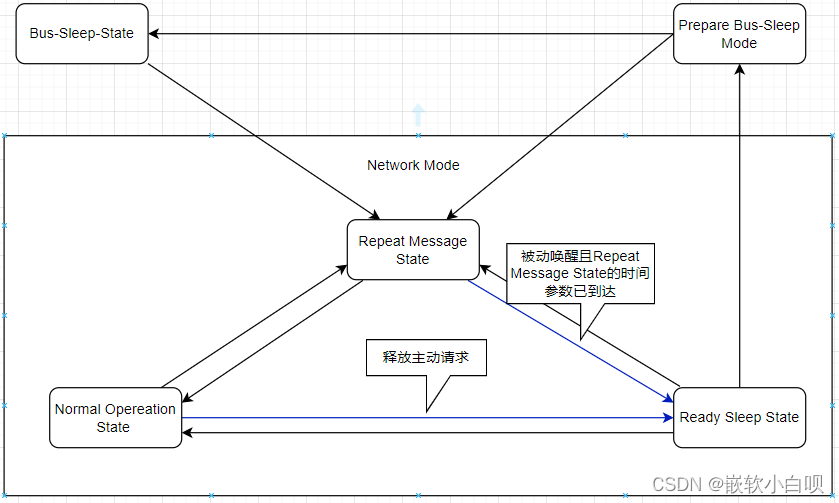 Bus-Sleep-State
Prepare Bus-Sleep
Mode
Network Mode
Repeat Message
State
被动唤醒且Repeat
Message State的时间
参数已到达
释放主动请求
Normal Opereation
State
Ready Sleep State
CSDN @嵌软小白呗